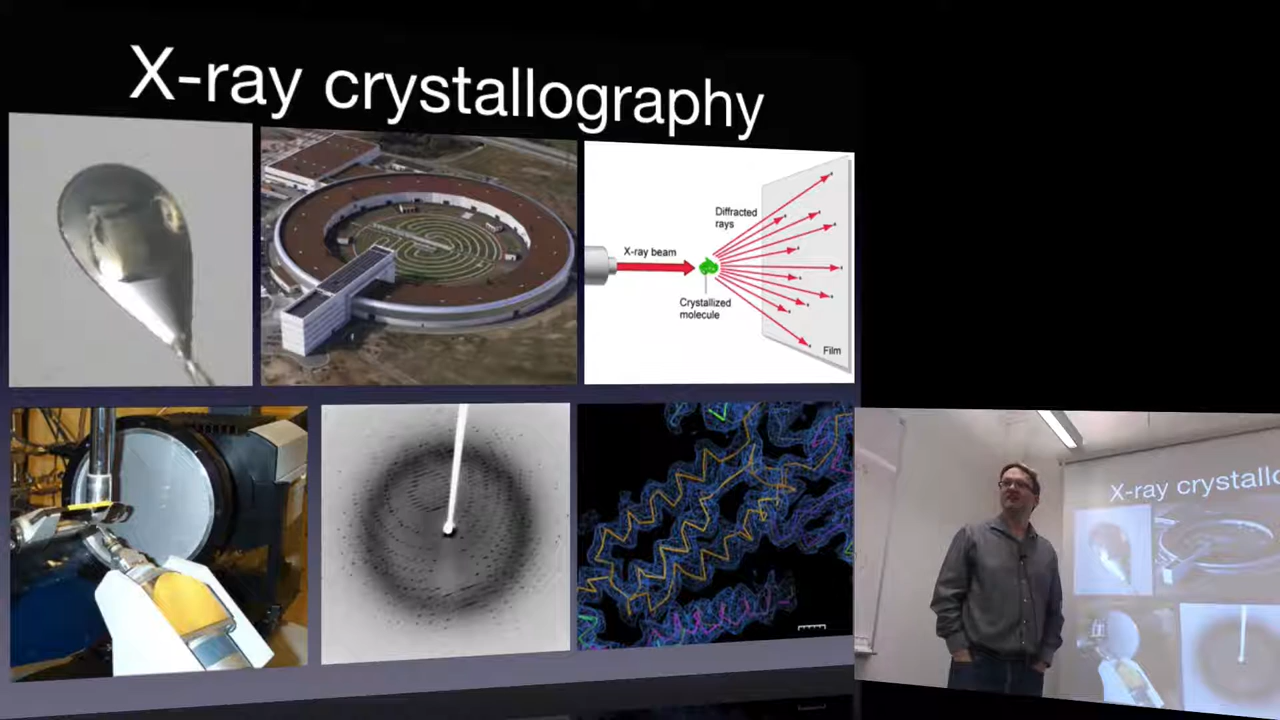 X-ray crystallography
Diffracted
rays
X-ray beam
Crystallized
molecule
Film
X-ray crystallo